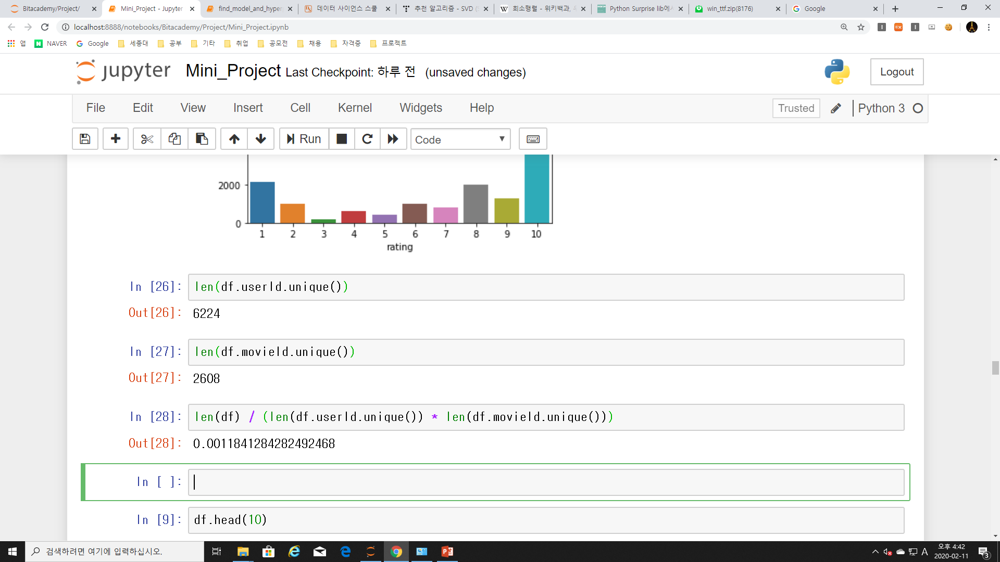 Bitacademy/Project/
Mini_Project - Jupyter
find_model_and_hyper
데이터 사이언스 스쿨
추천 알고리즘 - SVD
희소행렬 - 위키백과,
Python Surprise lib에서
win_ttf.zip(8176)
Google
localhost:8888/notebooks/Bitacademy/Project/Mini_Project.ipynb
앱 NAVER Google 세종대 공부 기타 취업 공모전 채용 자격증 프로젝트
jupyter Mini_Project Last Checkpoint: 하루 전 (unsaved changes)
Logout
File Edit View Insert Cell Kernel Widgets Help
Trusted Python 3
Run Code
2000
0
1 2 3 4 5 6 7 8 9 10
rating
In [26]: len(df.userId.unique())
Out[26]: 6224
In [27]: len(df.movieId.unique())
Out[27]: 2608
In [28]: len(df) / (len(df.userId.unique()) * len(df.movieId.unique()))
Out[28]: 0.0011841284282492468
In [ ]:
In [9]: df.head(10)
검색하려면 여기에 입력하십시오.
A
오후 4:42
2020-02-11
3